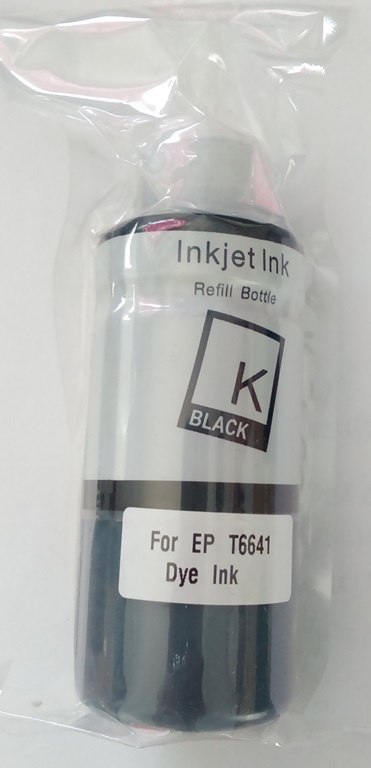 Inkjet Ink
Refill Bottle
K
BLACK
For EP T6641
Dye Ink